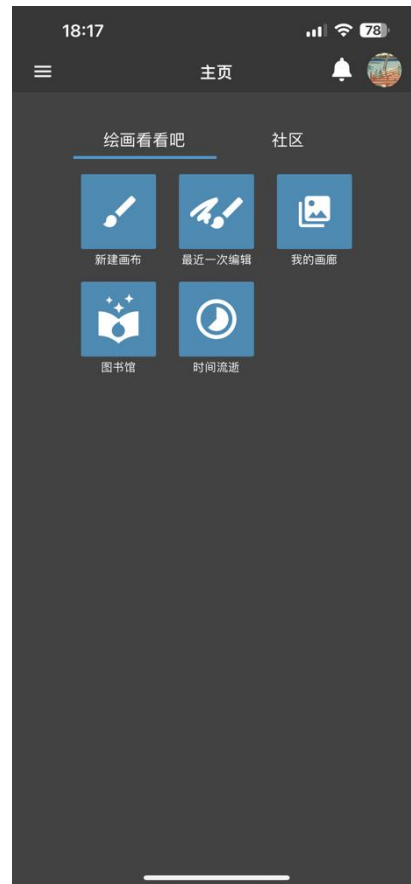 18:17
78
主页
绘画看看吧 社区
新建画布 最近一次编辑 我的画廊
图书馆 时间流逝